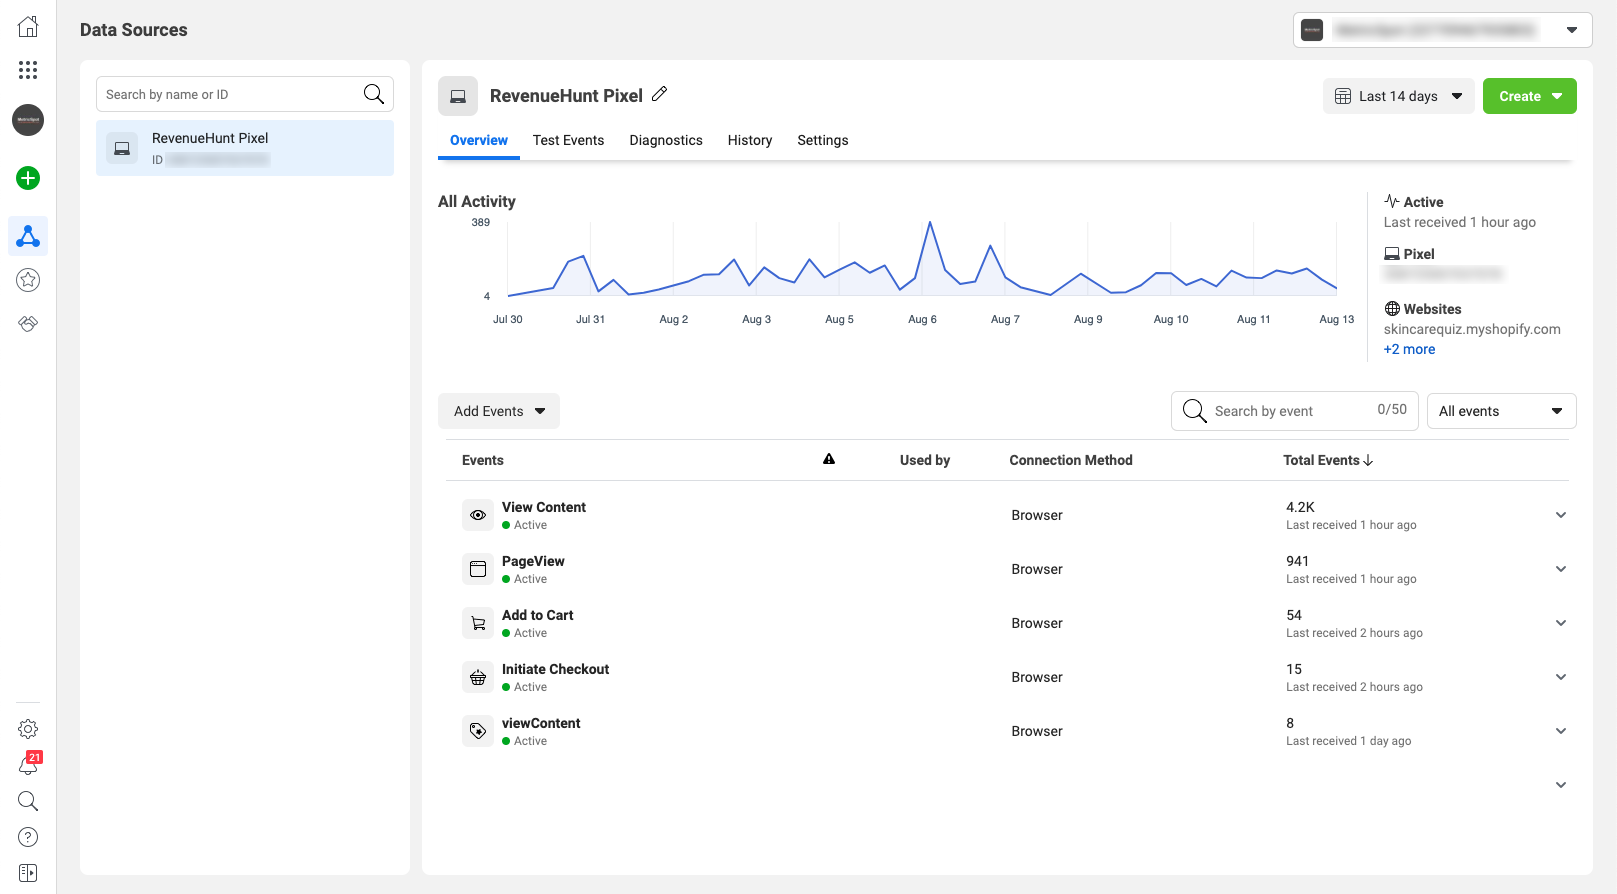 Data Sources
Search by name or ID
RevenueHunt Pixel
ID
RevenueHunt Pixel
Last 14 days
Create
Overview
Test Events
Diagnostics
History
Settings
All Activity
389
4
Jul 30
Jul 31
Aug 2
Aug 3
Aug 5
Aug 6
Aug 7
Aug 9
Aug 10
Aug 11
Aug 13
Active
Last received 1 hour ago
Pixel
Websites
skincarequiz.myshopify.com
+2 more
Add Events
Search by event
0/50
All events
Events
Used by
Connection Method
Total Events
View Content
Active
Browser
4.2K
Last received 1 hour ago
PageView
Active
Browser
941
Last received 1 hour ago
Add to Cart
Active
Browser
54
Last received 2 hours ago
Initiate Checkout
Active
Browser
15
Last received 2 hours ago
viewContent
Active
Browser
8
Last received 1 day ago
21